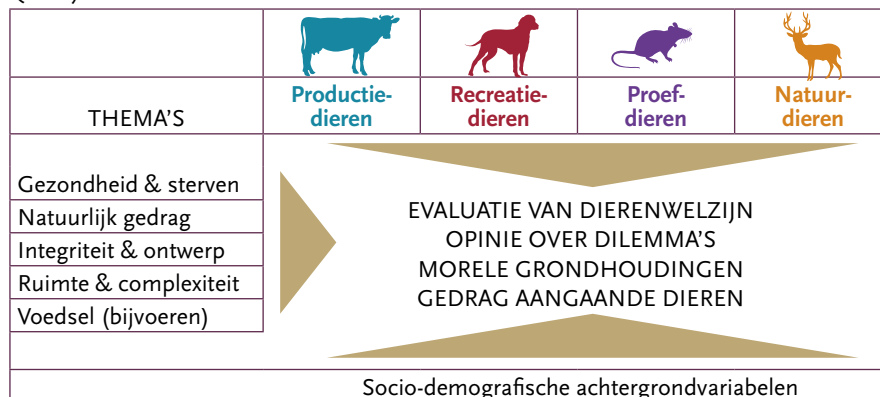 Productie-
dieren
Recreatie-
dieren
Proef-
dieren
Natuur-
dieren
THEMA'S
Gezondheid & sterven
Natuurlijk gedrag
Integriteit & ontwerp
Ruimte & complexiteit
Voedsel (bijvoeren)
EVALUATIE VAN DIERENWELZIJN
OPINIE OVER DILEMMA'S
MORELE GRONDHOUDINGEN
GEDRAG AANGAANDE DIEREN
Socio-demografische achtergrondvariabelen